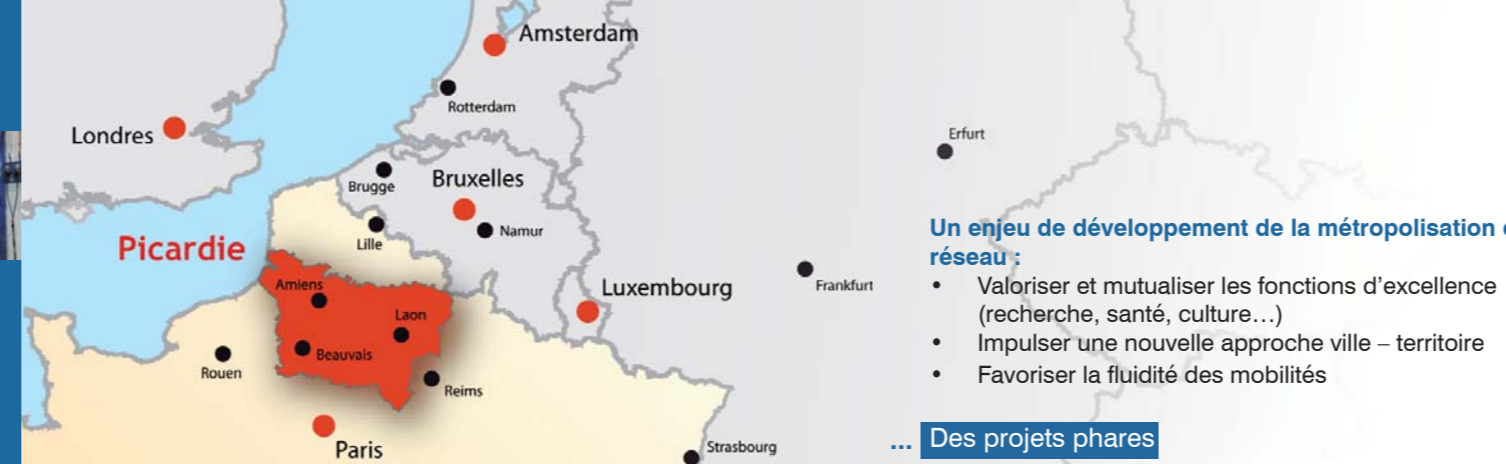 Amsterdam
Rotterdam
Londres
Erfurt
Brugge
Bruxelles
Lille
Namur
Picardie
Luxembourg
Frankfurt
Amiens
Laon
Beauvais
Rouen
Reims
Paris
Strasbourg
Un enjeu de développement de la métropolisation
réseau :
• Valoriser et mutualiser les fonctions d’excellence
(recherche, santé, culture…)
• Impulser une nouvelle approche ville – territoire
• Favoriser la fluidité des mobilités
... Des projets phares